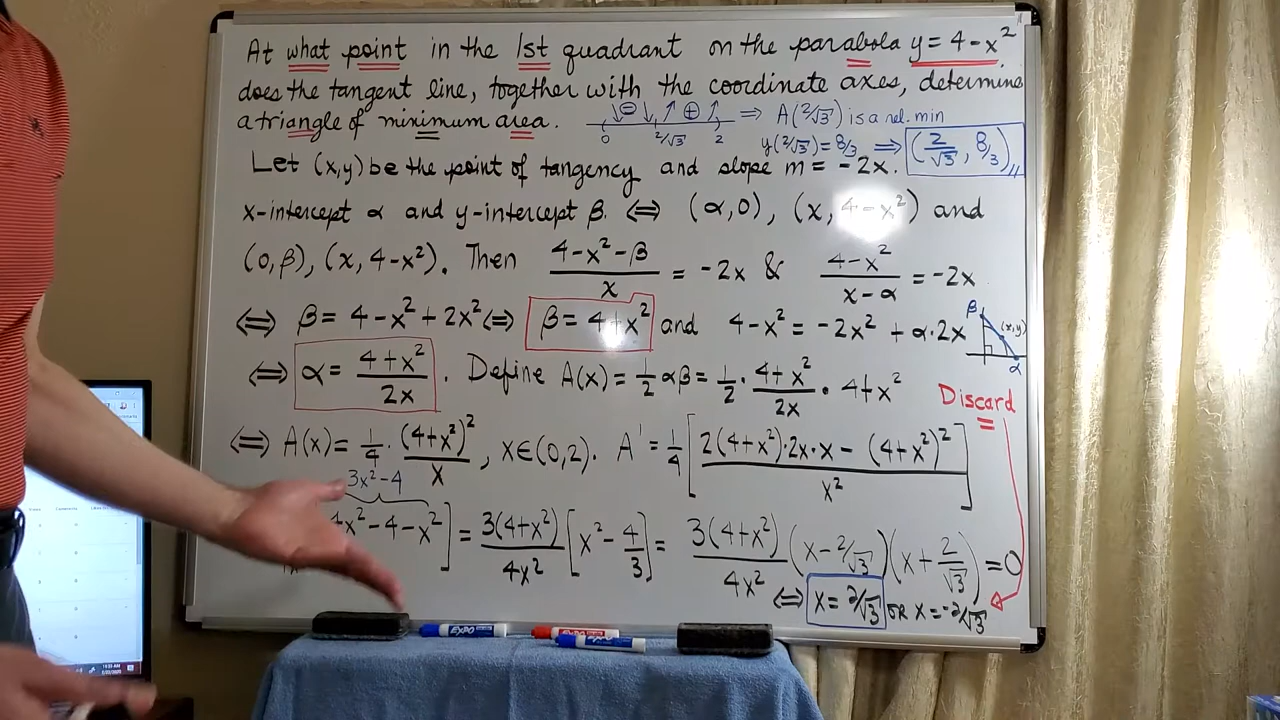 At what point in the 1st quadrant on the parabola y = 4 - x²
does the tangent line, together with the coordinate axes, determine
a triangle of minimum area.
↓ ⊖ ↓ ↑ ⊕ ↑ ⇒ A(2/√3) is a rel. min
0 2/√3 2 y(2/√3) = 8/3 ⇒ (2/√3, 8/3)//
Let (x,y) be the point of tangency and slope m = -2x.
x-intercept α and y-intercept β. ⇔ (α,0), (x, 4-x²) and
(0,β), (x, 4-x²). Then (4-x²-β)/x = -2x & (4-x²)/(x-α) = -2x
⇔ β = 4-x²+2x² ⇔ β = 4+x² and 4-x² = -2x² + α·2x
β (x,y) α
⇔ α = (4+x²)/2x . Define A(x) = ½αβ = ½ · (4+x²)/2x · 4+x²
Discard
⇔ A(x) = ¼ · (4+x²)²/x , x∈(0,2). A' = ¼ [(2(4+x²)·2x·x - (4+x²)²)/x²]
3x²-4
4x²-4-x²] = 3(4+x²)/4x² [x² - 4/3] = 3(4+x²)/4x² (x - 2/√3)(x + 2/√3) = 0
⇔ x = 2/√3 OR x = -2/√3
EXPO EXPO